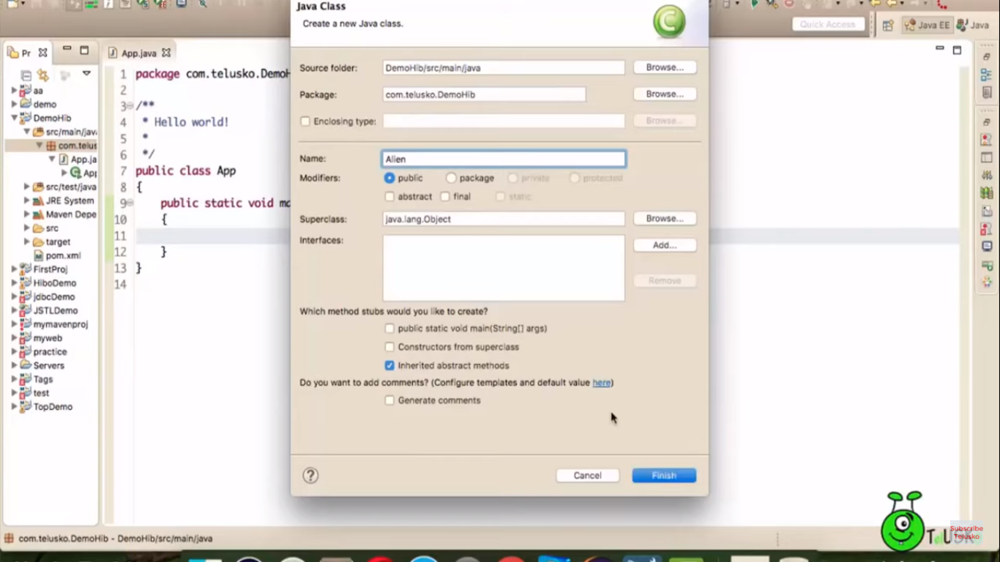 Java Class
Create a new Java class.
Quick Access
Java EE
Java
Pr
App.java
Source folder:
DemoHib/src/main/java
Browse...
Package:
com.telusko.DemoHib
Browse...
Enclosing type:
Browse...
Name:
Alien
Modifiers:
public
package
private
protected
abstract
final
static
Superclass:
java.lang.Object
Browse...
Interfaces:
Add...
Remove
Which method stubs would you like to create?
public static void main(String[] args)
Constructors from superclass
Inherited abstract methods
Do you want to add comments? (Configure templates and default value here)
Generate comments
?
Cancel
Finish
aa
demo
DemoHib
src/main/java
com.telus
App.ja
App
src/test/java
JRE System
Maven Depe
src
target
pom.xml
FirstProj
HiboDemo
jdbcDemo
JSTLDemo
mymavenproj
myweb
practice
Servers
Tags
test
TopDemo
1 package com.telusko.DemoH
2
3 /**
4 * Hello world!
5 *
6 */
7 public class App
8 {
9 public static void ma
10 {
11
12 }
13 }
14
com.telusko.DemoHib - DemoHib/src/main/java
Subscribe
Telusko